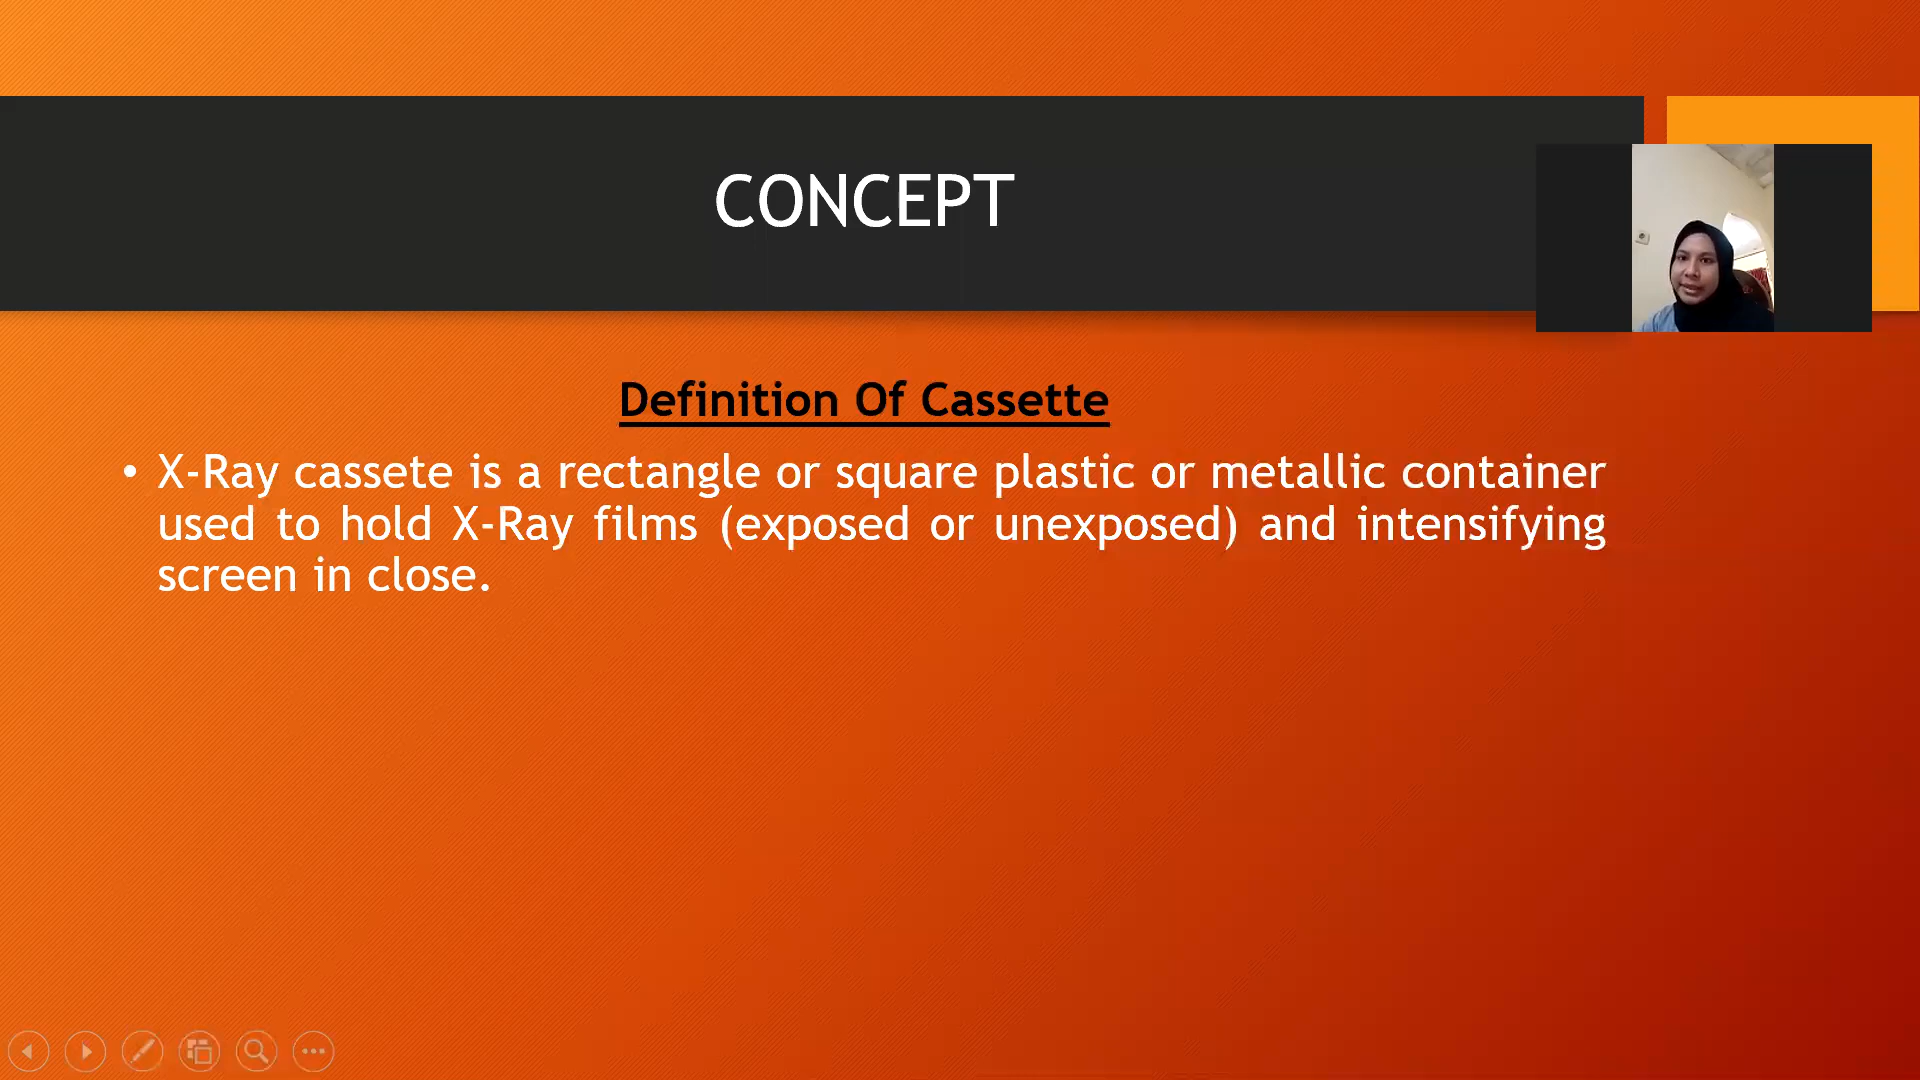 CONCEPT
Definition Of Cassette
• X-Ray cassete is a rectangle or square plastic or metallic container
used to hold X-Ray films (exposed or unexposed) and intensifying
screen in close.